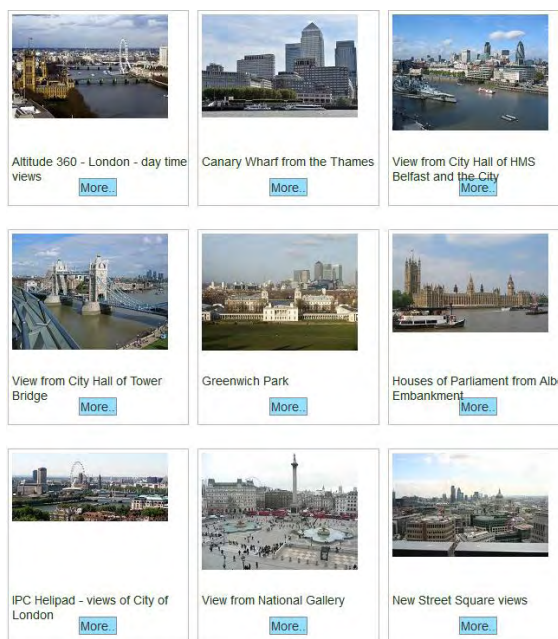 Altitude 360 - London - day time
views
More..
Canary Wharf from the Thames
More..
View from City Hall of HMS
Belfast and the City
More..
View from City Hall of Tower
Bridge
More..
Greenwich Park
More..
Houses of Parliament from Alb
Embankment
More..
IPC Helipad - views of City of
London
More..
View from National Gallery
More..
New Street Square views
More..